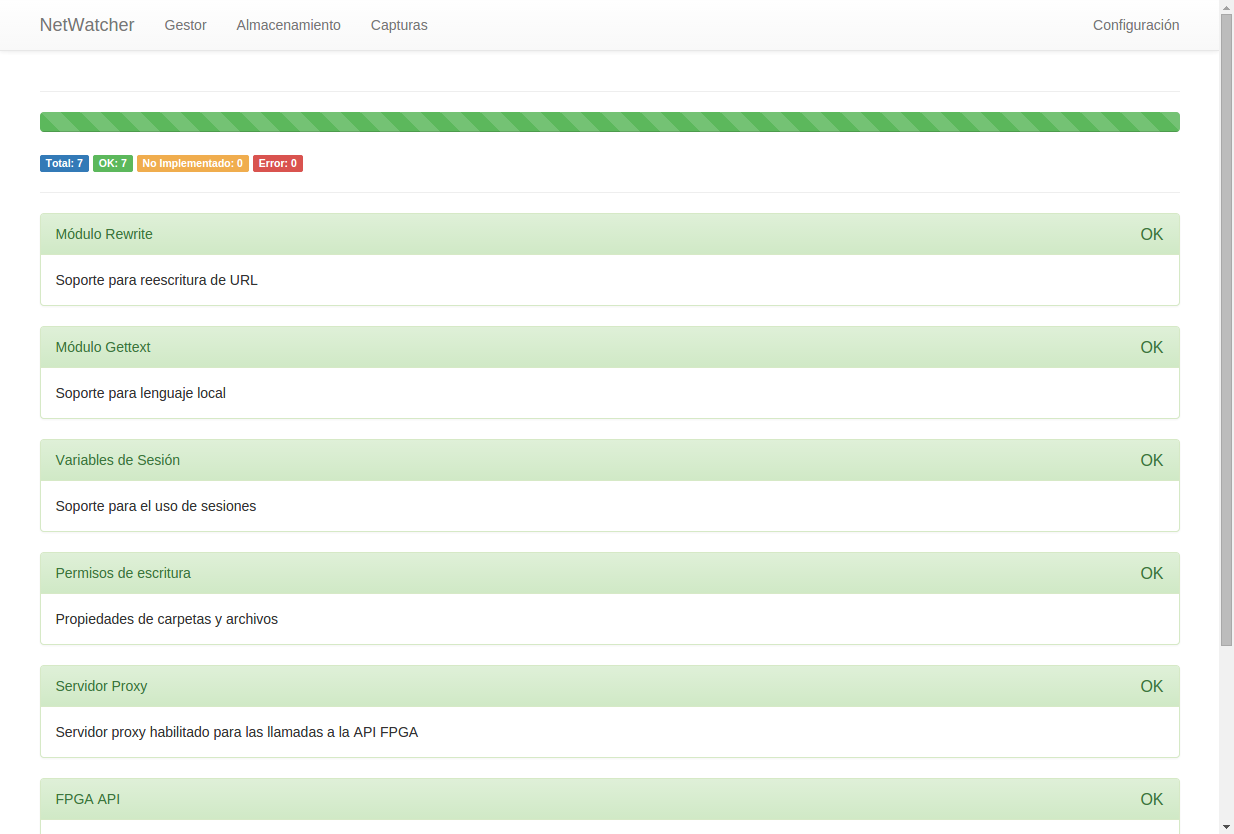 NetWatcher Gestor Almacenamiento Capturas Configuración
Total: 7 OK: 7 No Implementado: 0 Error: 0
Módulo Rewrite OK
Soporte para reescritura de URL
Módulo Gettext OK
Soporte para lenguaje local
Variables de Sesión OK
Soporte para el uso de sesiones
Permisos de escritura OK
Propiedades de carpetas y archivos
Servidor Proxy OK
Servidor proxy habilitado para las llamadas a la API FPGA
FPGA API OK